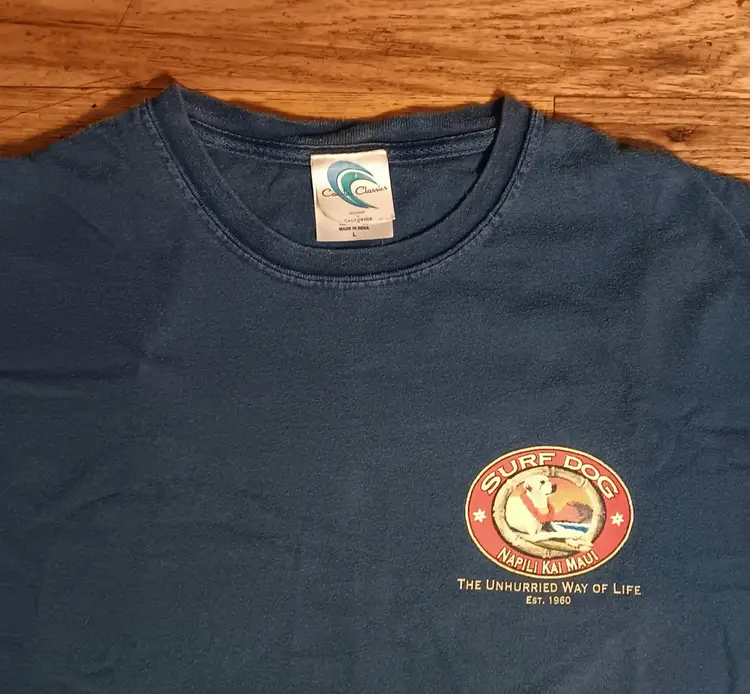 Classics
CALIFORNIA
MADE IN INDIA
L
SURF DOG
NAPILI KAI MAUI
THE UNHURRIED WAY OF LIFE
EST. 1960